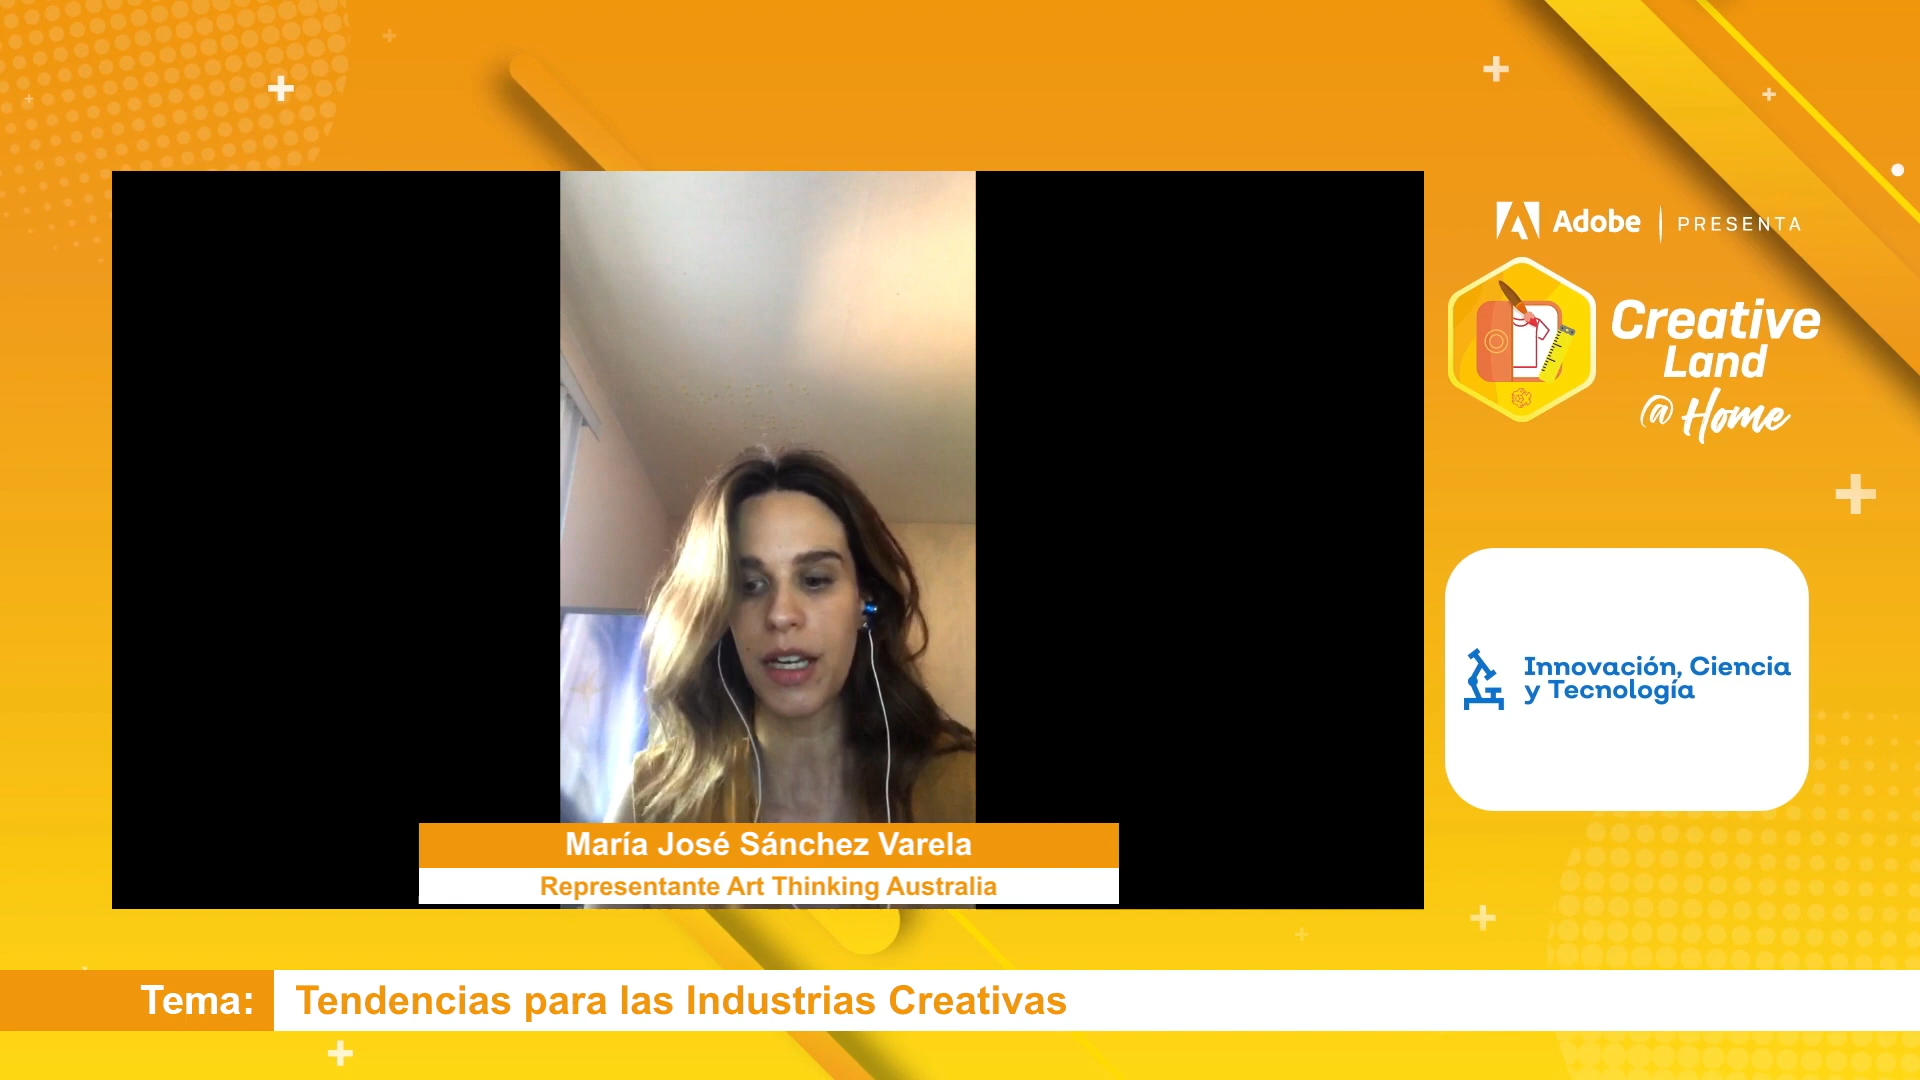 Adobe | PRESENTA
Creative
Land
@ Home
Innovación, Ciencia
y Tecnología
María José Sánchez Varela
Representante Art Thinking Australia
Tema: Tendencias para las Industrias Creativas